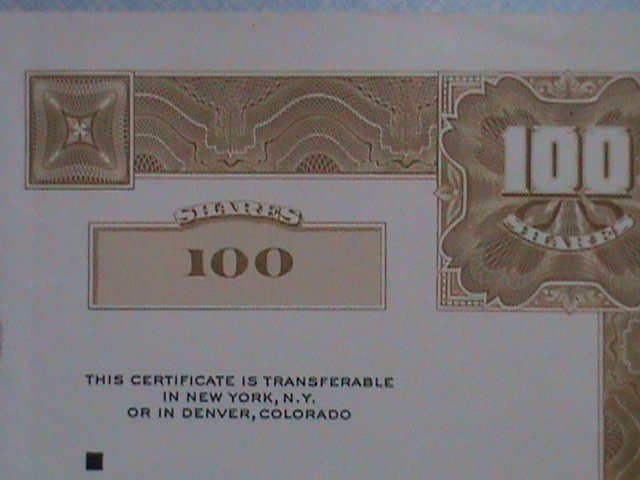 100
SHARES
SHARES
100
THIS CERTIFICATE IS TRANSFERABLE
IN NEW YORK, N.Y.
OR IN DENVER, COLORADO